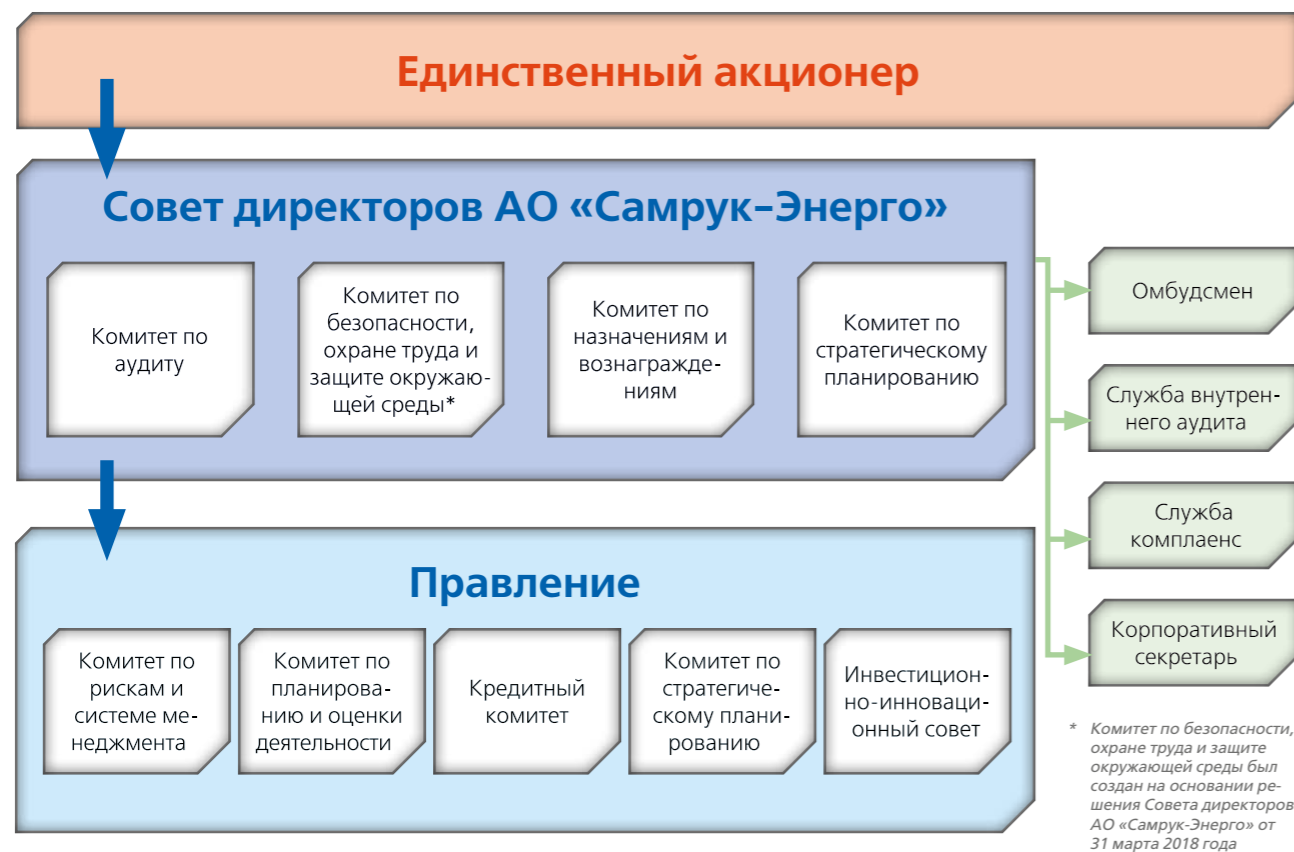 Единственный акционер
Совет директоров АО «Самрук–Энерго»
Комитет по
аудиту
Комитет по
безопасности,
охране труда и
защите окружаю-
щей среды*
Комитет по
назначениям и
вознагражде-
ниям
Комитет по
стратегическому
планированию
Омбудсмен
Служба внутрен-
него аудита
Служба
комплаенс
Корпоративный
секретарь
Правление
Комитет по
рискам и
системе ме-
неджмента
Комитет по
планирова-
нию и оценки
деятельности
Кредитный
комитет
Комитет по
стратегиче-
скому плани-
рованию
Инвестицион-
но-инноваци-
онный совет
* Комитет по безопасности,
охране труда и защите
окружающей среды был
создан на основании ре-
шения Совета директоров
АО «Самрук-Энерго» от
31 марта 2018 года